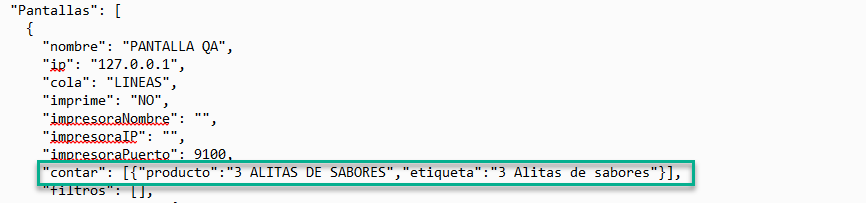 "Pantallas": [
{
"nombre": "PANTALLA QA",
"ip": "127.0.0.1",
"cola": "LINEAS",
"imprime": "NO",
"impresoraNombre": "",
"impresoraIP": "",
"impresoraPuerto": 9100,
"contar": [{"producto":"3 ALITAS DE SABORES","etiqueta":"3 Alitas de sabores"}],
"filtros": [],